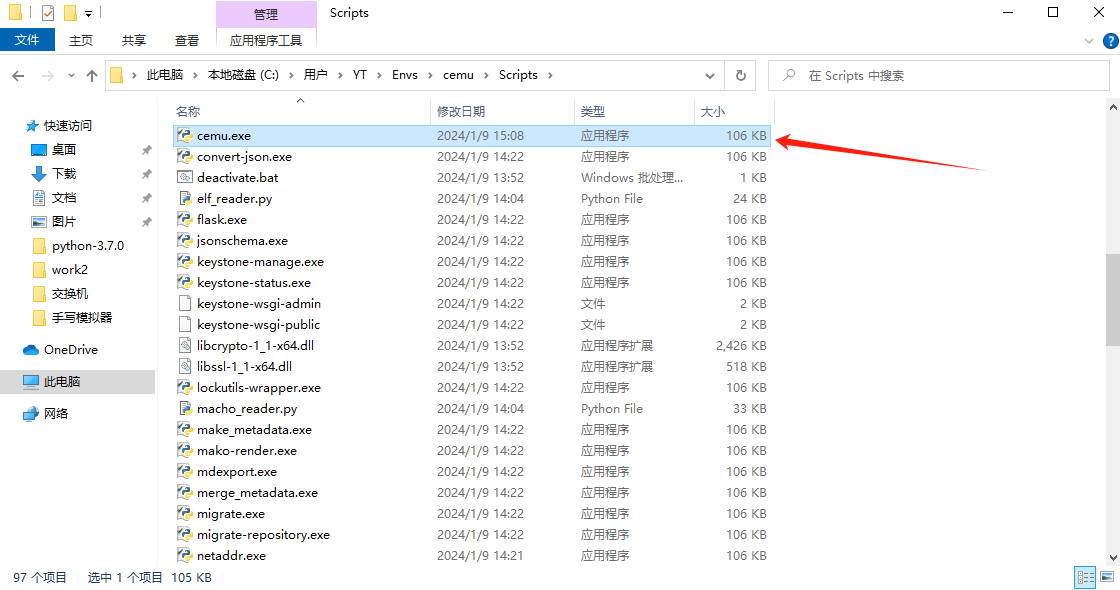 管理 Scripts
文件 主页 共享 查看 应用程序工具
此电脑 › 本地磁盘 (C:) › 用户 › YT › Envs › cemu › Scripts ›
在 Scripts 中搜索
名称 修改日期 类型 大小
快速访问
桌面
下载
文档
图片
python-3.7.0
work2
交换机
手写模拟器
OneDrive
此电脑
网络
cemu.exe 2024/1/9 15:08 应用程序 106 KB
convert-json.exe 2024/1/9 14:22 应用程序 106 KB
deactivate.bat 2024/1/9 13:52 Windows 批处理... 1 KB
elf_reader.py 2024/1/9 14:04 Python File 24 KB
flask.exe 2024/1/9 14:22 应用程序 106 KB
jsonschema.exe 2024/1/9 14:22 应用程序 106 KB
keystone-manage.exe 2024/1/9 14:22 应用程序 106 KB
keystone-status.exe 2024/1/9 14:22 应用程序 106 KB
keystone-wsgi-admin 2024/1/9 14:22 文件 2 KB
keystone-wsgi-public 2024/1/9 14:22 文件 2 KB
libcrypto-1_1-x64.dll 2024/1/9 13:52 应用程序扩展 2,426 KB
libssl-1_1-x64.dll 2024/1/9 13:52 应用程序扩展 518 KB
lockutils-wrapper.exe 2024/1/9 14:22 应用程序 106 KB
macho_reader.py 2024/1/9 14:04 Python File 33 KB
make_metadata.exe 2024/1/9 14:22 应用程序 106 KB
mako-render.exe 2024/1/9 14:22 应用程序 106 KB
mdexport.exe 2024/1/9 14:22 应用程序 106 KB
merge_metadata.exe 2024/1/9 14:22 应用程序 106 KB
migrate.exe 2024/1/9 14:22 应用程序 106 KB
migrate-repository.exe 2024/1/9 14:22 应用程序 106 KB
netaddr.exe 2024/1/9 14:21 应用程序 106 KB
97 个项目 选中 1 个项目 105 KB